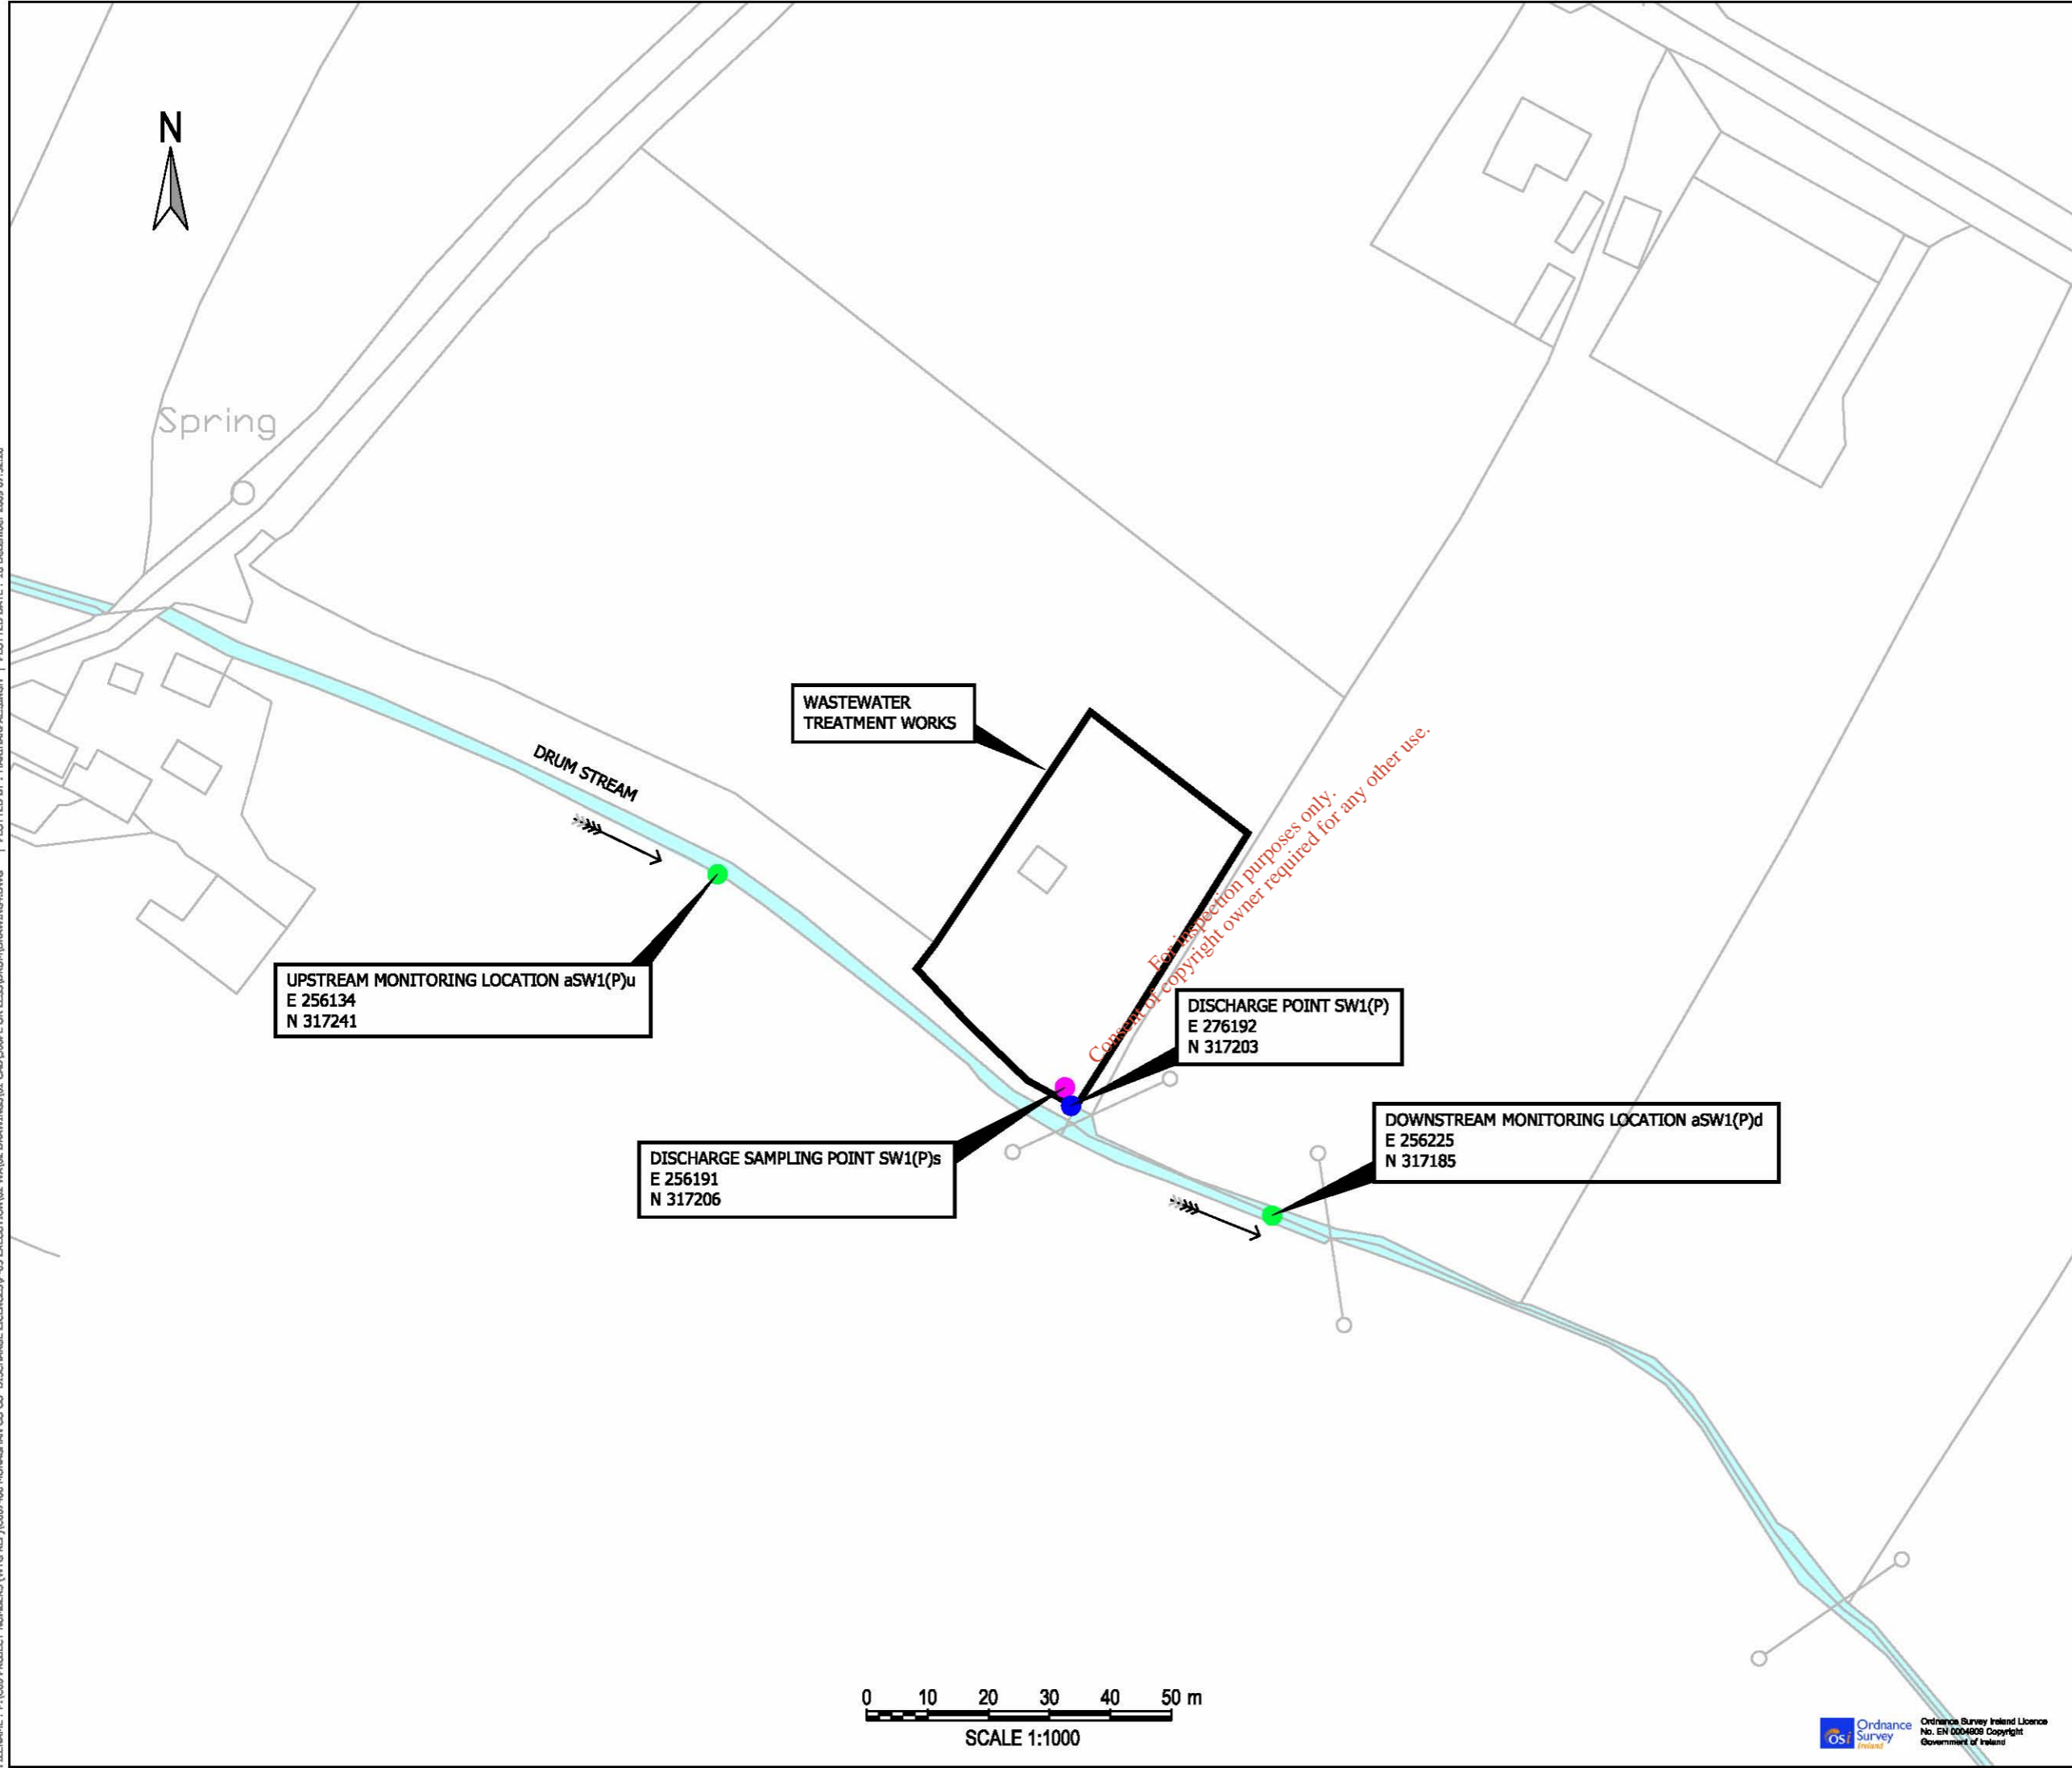 N
Spring
WASTEWATER
TREATMENT WORKS
DRUM STREAM
For inspection purposes only.
Consent of copyright owner required for any other use.
UPSTREAM MONITORING LOCATION aSW1(P)u
E 256134
N 317241
DISCHARGE POINT SW1(P)
E 276192
N 317203
DISCHARGE SAMPLING POINT SW1(P)s
E 256191
N 317206
DOWNSTREAM MONITORING LOCATION aSW1(P)d
E 256225
N 317185
0 10 20 30 40 50 m
SCALE 1:1000
OSi
Ordnance
Survey
Ireland
Ordnance Survey Ireland Licence
No. EN 0004909 Copyright
Government of Ireland